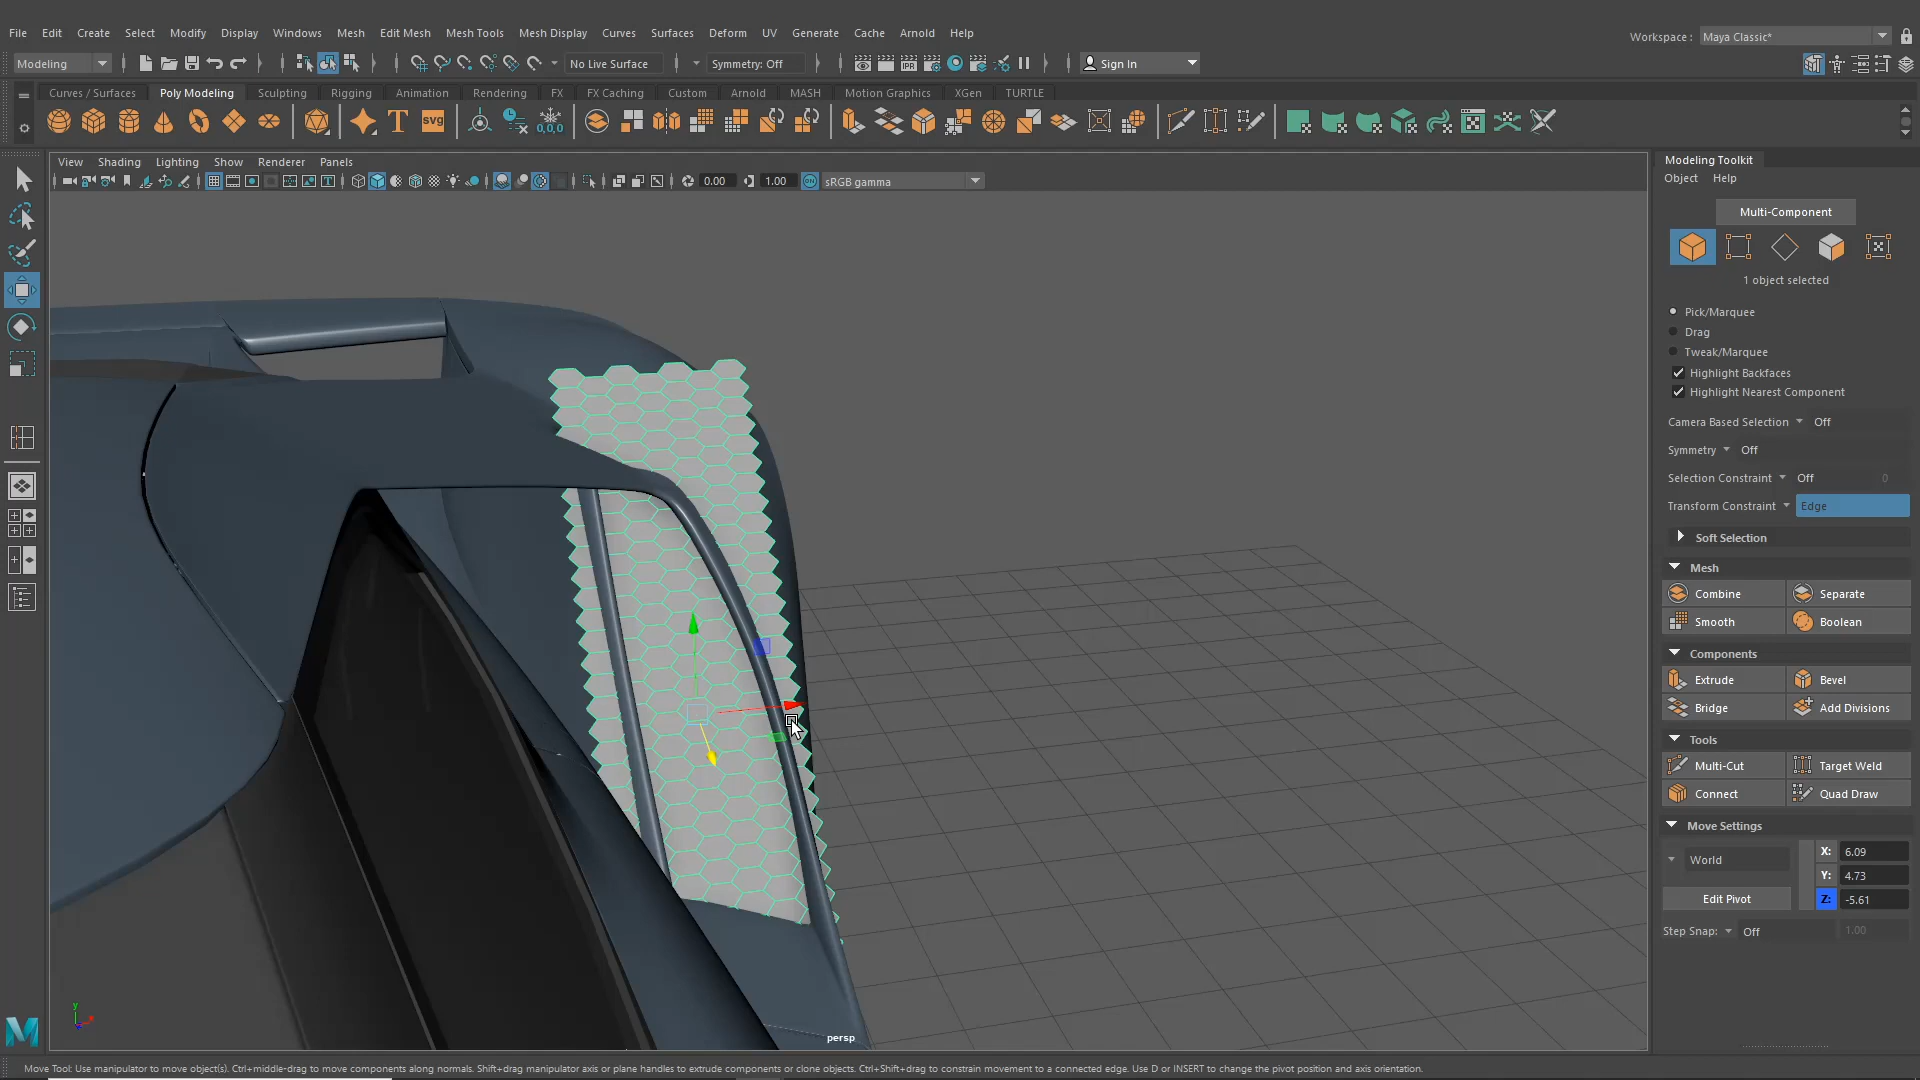 File Edit Create Select Modify Display Windows Mesh Edit Mesh Mesh Tools Mesh Display Curves Surfaces Deform UV Generate Cache Arnold Help
Workspace : Maya Classic*
Modeling No Live Surface Symmetry: Off Sign In
Curves / Surfaces Poly Modeling Sculpting Rigging Animation Rendering FX FX Caching Custom Arnold MASH Motion Graphics XGen TURTLE
T svg 0,0,0
IPR
View Shading Lighting Show Renderer Panels
0.00 1.00 ON sRGB gamma
Modeling Toolkit
Object Help
Multi-Component
1 object selected
Pick/Marquee
Drag
Tweak/Marquee
Highlight Backfaces
Highlight Nearest Component
Camera Based Selection Off
Symmetry Off
Selection Constraint Off 0
Transform Constraint Edge
Soft Selection
Mesh
Combine Separate
Smooth Boolean
Components
Extrude Bevel
Bridge Add Divisions
Tools
Multi-Cut Target Weld
Connect Quad Draw
Move Settings
World X: 6.09
Y: 4.73
Edit Pivot Z: -5.61
Step Snap: Off 1.00
y
persp
M
Move Tool: Use manipulator to move object(s). Ctrl+middle-drag to move components along normals. Shift+drag manipulator axis or plane handles to extrude components or clone objects. Ctrl+Shift+drag to constrain movement to a connected edge. Use D or INSERT to change the pivot position and axis orientation.